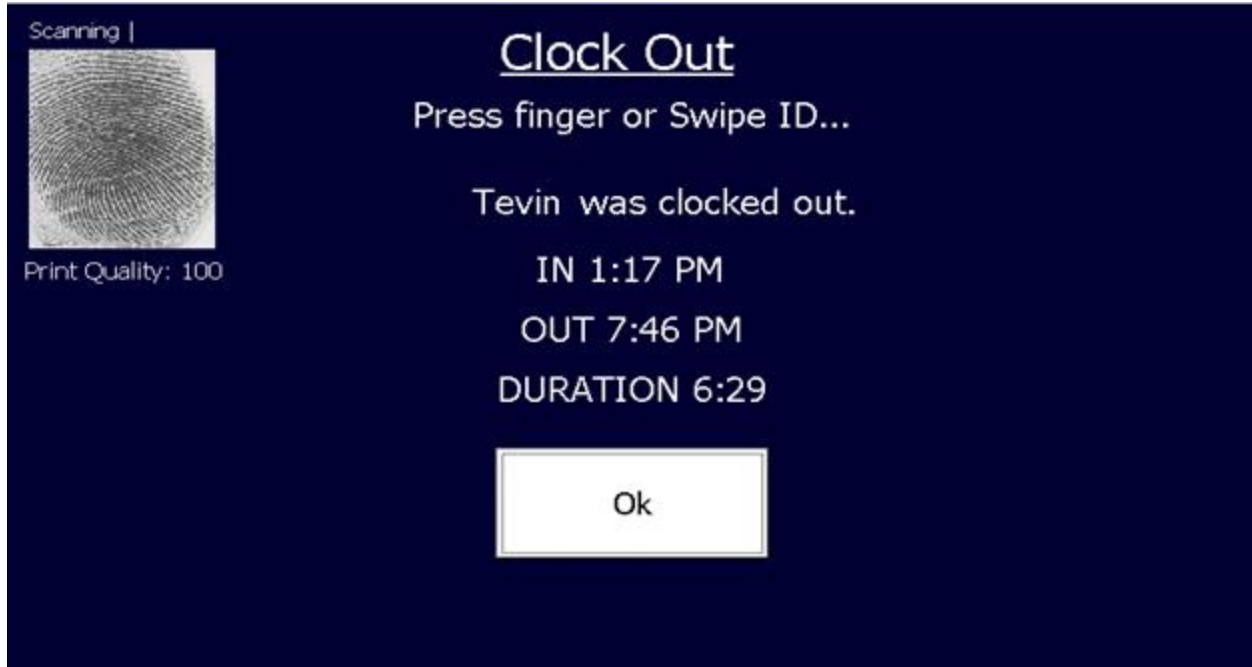 Scanning |
Print Quality: 100
Clock Out
Press finger or Swipe ID...
Tevin was clocked out.
IN 1:17 PM
OUT 7:46 PM
DURATION 6:29
Ok